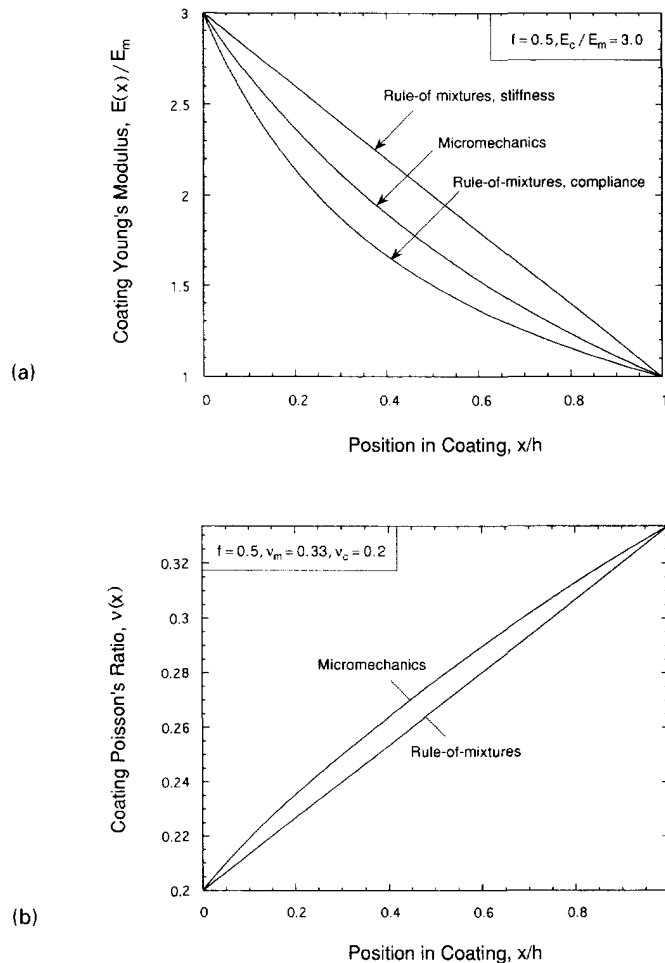 3
f = 0.5, E_c / E_m = 3.0
Rule-of mixtures, stiffness
2.5
Micromechanics
Rule-of-mixtures, compliance
2
Coating Young's Modulus, E(x) / E_m
1.5
(a)
1
0 0.2 0.4 0.6 0.8 1
Position in Coating, x/h
f = 0.5, ν_m = 0.33, ν_c = 0.2
0.32
0.3
Micromechanics
0.28
Coating Poisson's Ratio, ν(x)
0.26
Rule-of-mixtures
0.24
0.22
0.2
(b)
0 0.2 0.4 0.6 0.8
Position in Coating, x/h